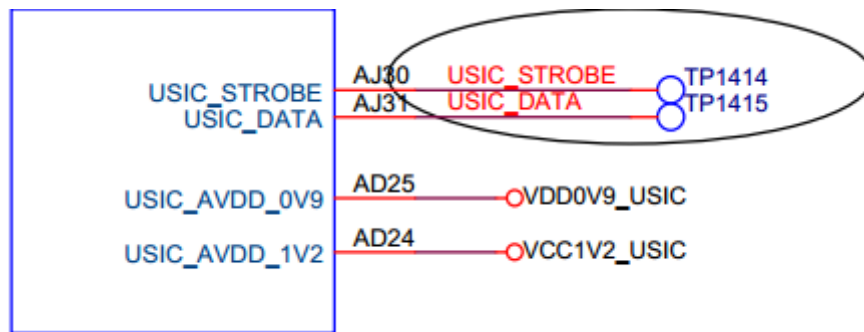 AJ30 USIC_STROBE TP1414
USIC_STROBE
AJ31 USIC_DATA TP1415
USIC_DATA
AD25
USIC_AVDD_0V9 VDD0V9_USIC
AD24
USIC_AVDD_1V2 VCC1V2_USIC